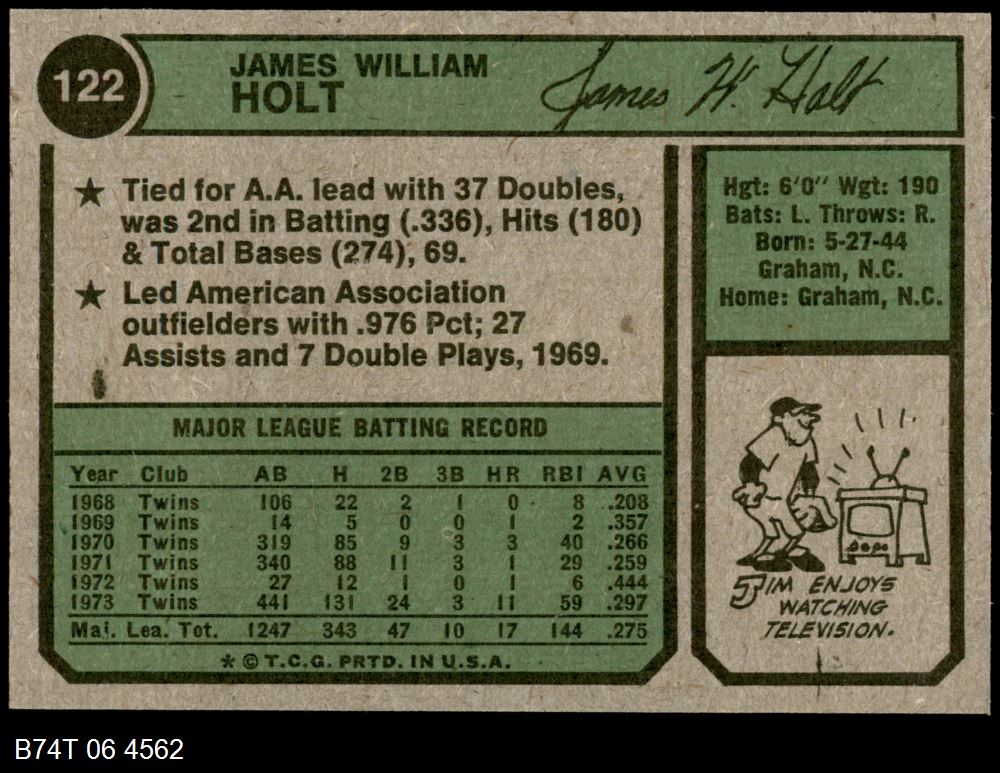 122
JAMES WILLIAM
HOLT
James W. Holt
★ Tied for A.A. lead with 37 Doubles,
was 2nd in Batting (.336), Hits (180)
& Total Bases (274), 69.
★ Led American Association
outfielders with .976 Pct; 27
Assists and 7 Double Plays, 1969.
Hgt: 6'0" Wgt: 190
Bats: L. Throws: R.
Born: 5-27-44
Graham, N.C.
Home: Graham, N.C.
MAJOR LEAGUE BATTING RECORD
Year Club AB H 2B 3B HR RBI AVG
1968 Twins 106 22 2 1 0 8 .208
1969 Twins 14 5 0 0 1 2 .357
1970 Twins 319 85 9 3 3 40 .266
1971 Twins 340 88 11 3 1 29 .259
1972 Twins 27 12 1 0 1 6 .444
1973 Twins 441 131 24 3 11 59 .297
Maj. Lea. Tot. 1247 343 47 10 17 144 .275
* © T.C.G. PRTD. IN U.S.A.
JIM ENJOYS
WATCHING
TELEVISION.
B74T 06 4562